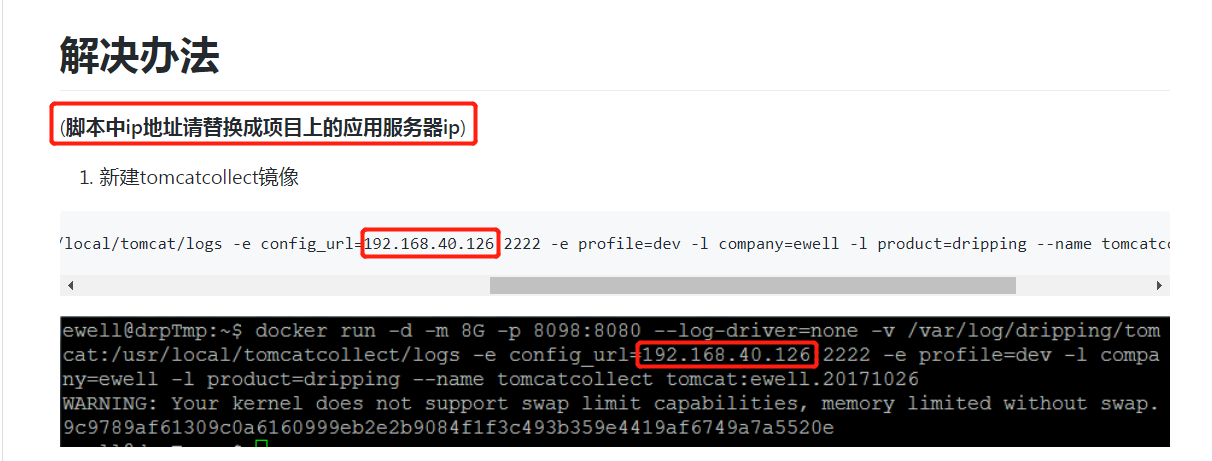 解决办法
(脚本中ip地址请替换成项目上的应用服务器ip)
1. 新建tomcatcollect镜像
/local/tomcat/logs -e config_url=192.168.40.126:2222 -e profile=dev -l company=ewell -l product=dripping --name tomcatcc
ewell@drpTmp:~$ docker run -d -m 8G -p 8098:8080 --log-driver=none -v /var/log/dripping/tom
cat:/usr/local/tomcatcollect/logs -e config_url=192.168.40.126:2222 -e profile=dev -l compa
ny=ewell -l product=dripping --name tomcatcollect tomcat:ewell.20171026
WARNING: Your kernel does not support swap limit capabilities, memory limited without swap.
9c9789af61309c0a6160999eb2e2b9084f1f3c493b359e4419af6749a7a5520e